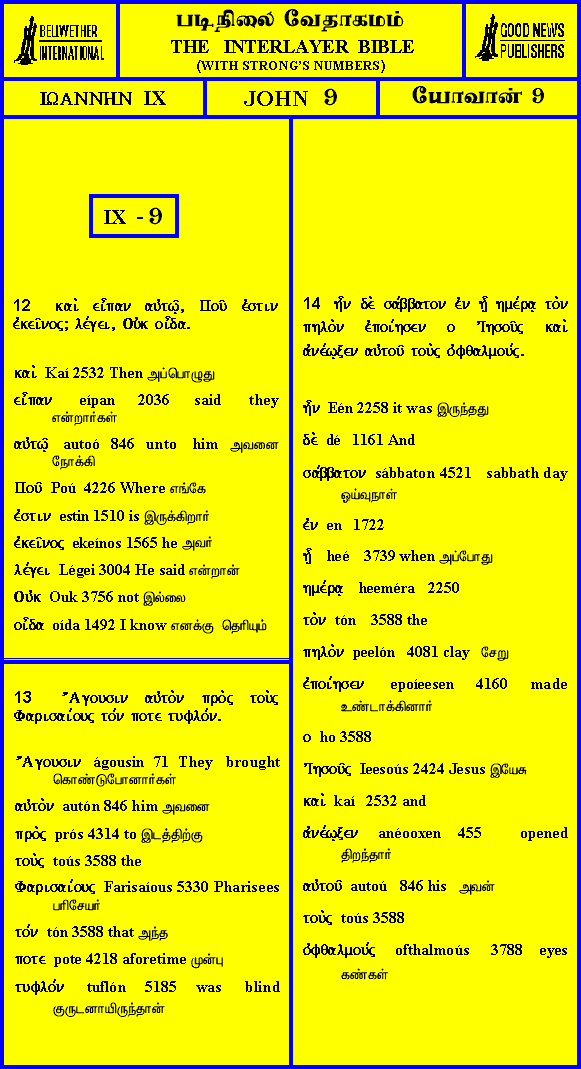 BELLWETHER
INTERNATIONAL
படிநிலை வேதாகமம்
THE INTERLAYER BIBLE
(WITH STRONG'S NUMBERS)
GOOD NEWS
PUBLISHERS
ΙΩΑΝΝΗΝ IX
JOHN 9
யோவான் 9
IX - 9
12 καὶ εἶπαν αὐτῷ, Ποῦ ἐστιν
ἐκεῖνος; λέγει, Οὐκ οἶδα.
καὶ Kaí 2532 Then அப்பொழுது
εἶπαν eípan 2036 said they
என்றார்கள்
αὐτῷ autoó 846 unto him அவனை
நோக்கி
Ποῦ Poú 4226 Where எங்கே
ἐστιν estin 1510 is இருக்கிறார்
ἐκεῖνος ekeínos 1565 he அவர்
λέγει Légei 3004 He said என்றான்
Οὐκ Ouk 3756 not இல்லை
οἶδα oída 1492 I know எனக்கு தெரியும்
13 Ἄγουσιν αὐτὸν πρὸς τοὺς
Φαρισαίους τόν ποτε τυφλόν.
Ἄγουσιν ágousin 71 They brought
கொண்டுபோனார்கள்
αὐτὸν autón 846 him அவனை
πρὸς prós 4314 to இடத்திற்கு
τοὺς toús 3588 the
Φαρισαίους Farisaíous 5330 Pharisees
பரிசேயர்
τόν tón 3588 that அந்த
ποτε pote 4218 aforetime முன்பு
τυφλόν tuflón 5185 was blind
குருடனாயிருந்தான்
14 ἦν δὲ σάββατον ἐν ᾗ ἡμέρᾳ τὸν
πηλὸν ἐποίησεν ο Ἰησοῦς καὶ
ἀνέῳξεν αὐτοῦ τοὺς ὀφθαλμούς.
ἦν Eén 2258 it was இருந்தது
δὲ dé 1161 And
σάββατον sábbaton 4521 sabbath day
ஓய்வுநாள்
ἐν en 1722
ᾗ heé 3739 when அப்போது
ημέρᾳ heeméra 2250
τὸν tón 3588 the
πηλὸν peelón 4081 clay சேறு
ἐποίησεν epoíeesen 4160 made
உண்டாக்கினார்
ο ho 3588
Ἰησοῦς Ieesoús 2424 Jesus இயேசு
καὶ kaí 2532 and
ἀνέῳξεν anéooxen 455 opened
திறந்தார்
αὐτοῦ autoú 846 his அவன்
τοὺς toús 3588
ὀφθαλμούς ofthalmoús 3788 eyes
கண்கள்